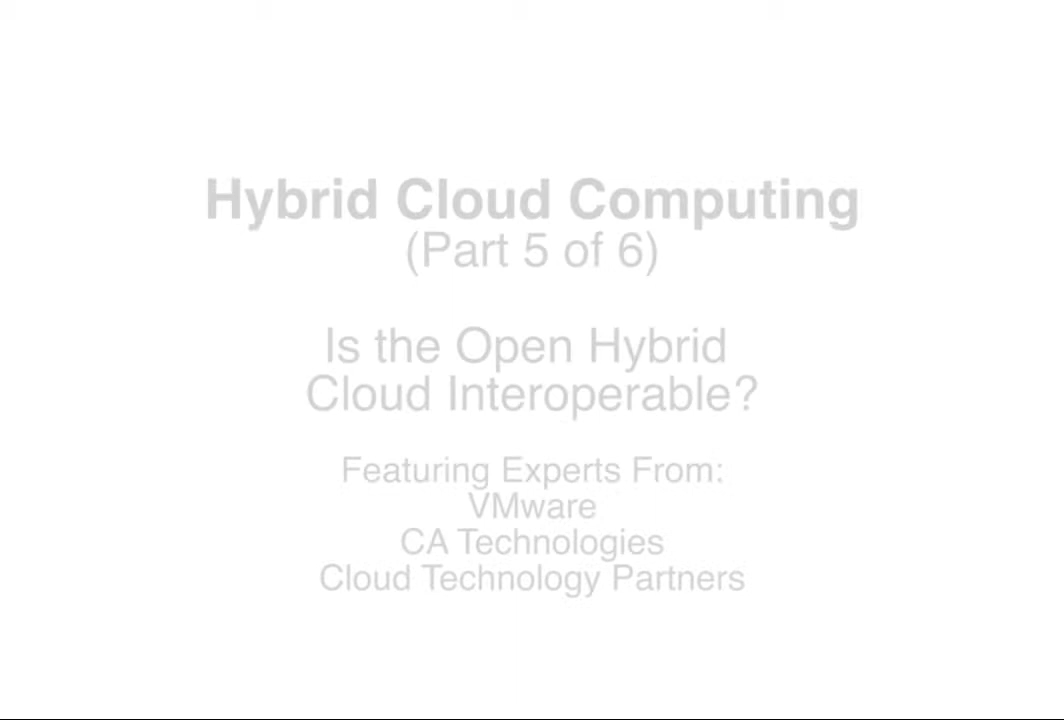 Hybrid Cloud Computing
(Part 5 of 6)
Is the Open Hybrid
Cloud Interoperable?
Featuring Experts From:
VMware
CA Technologies
Cloud Technology Partners